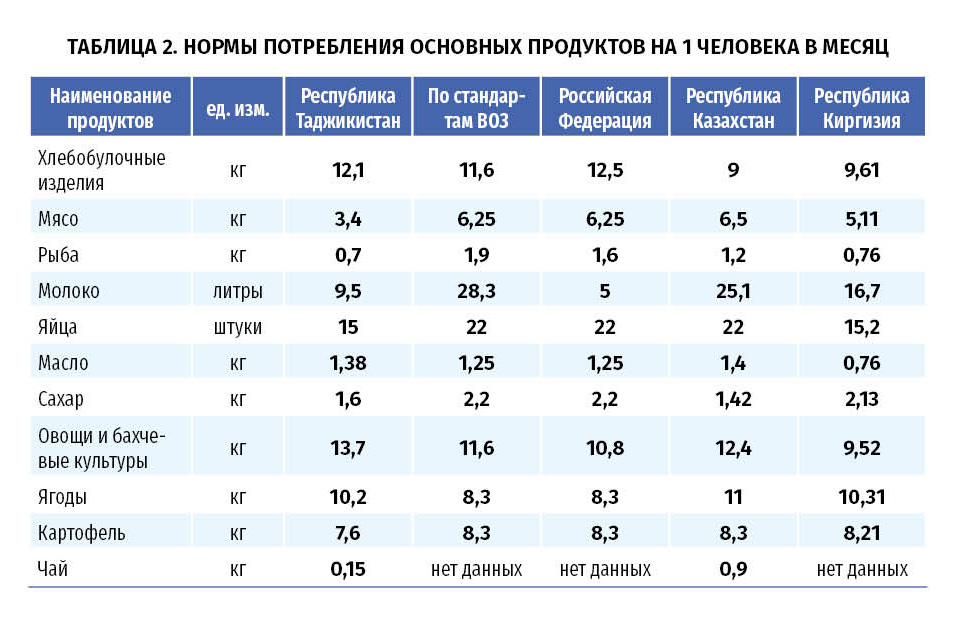 ТАБЛИЦА 2. НОРМЫ ПОТРЕБЛЕНИЯ ОСНОВНЫХ ПРОДУКТОВ НА 1 ЧЕЛОВЕКА В МЕСЯЦ
Наименование продуктов ед. изм. Республика Таджикистан По стандар-там ВОЗ Российская Федерация Республика Казахстан Республика Киргизия
Хлебобулочные
изделия кг 12,1 11,6 12,5 9 9,61
Мясо кг 3,4 6,25 6,25 6,5 5,11
Рыба кг 0,7 1,9 1,6 1,2 0,76
Молоко литры 9,5 28,3 5 25,1 16,7
Яйца штуки 15 22 22 22 15,2
Масло кг 1,38 1,25 1,25 1,4 0,76
Сахар кг 1,6 2,2 2,2 1,42 2,13
Овощи и бахче-
вые культуры кг 13,7 11,6 10,8 12,4 9,52
Ягоды кг 10,2 8,3 8,3 11 10,31
Картофель кг 7,6 8,3 8,3 8,3 8,21
Чай кг 0,15 нет данных нет данных 0,9 нет данных